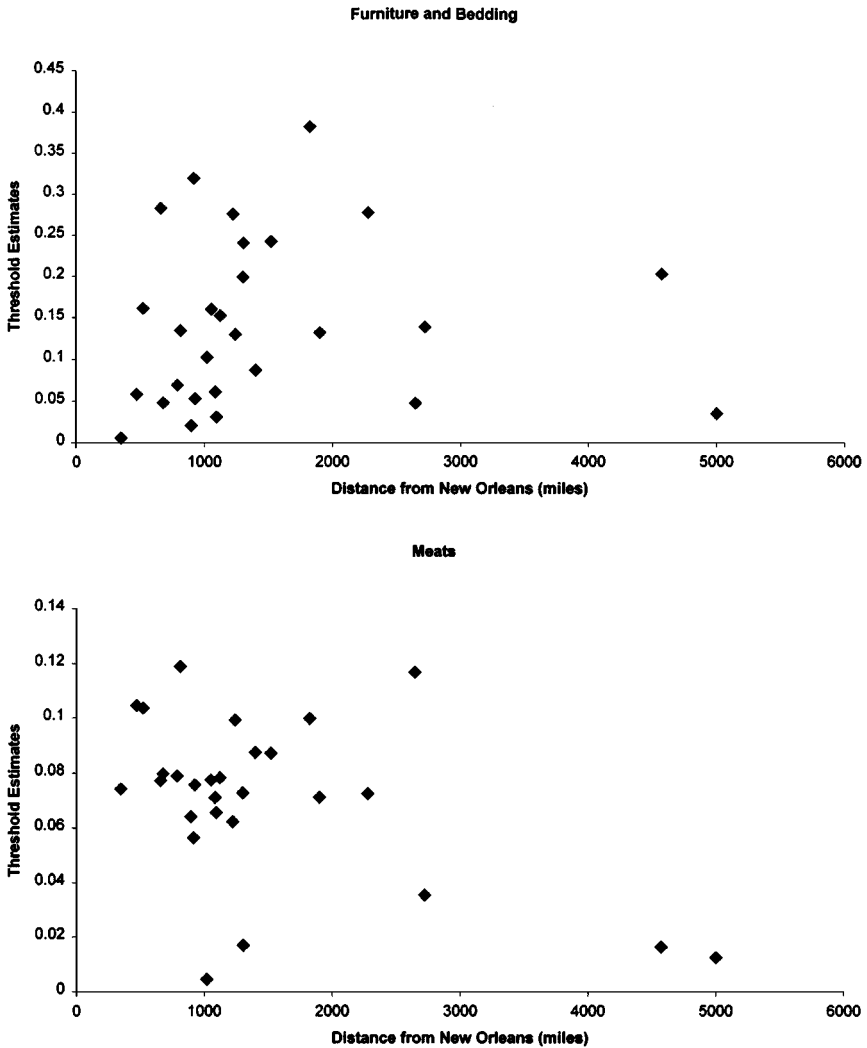 Furniture and Bedding
0.45
0.4
0.35
0.3
0.25
0.2
0.15
0.1
0.05
0
Threshold Estimates
0 1000 2000 3000 4000 5000 6000
Distance from New Orleans (miles)
Meats
0.14
0.12
0.1
0.08
0.06
0.04
0.02
0
Threshold Estimates
0 1000 2000 3000 4000 5000 6000
Distance from New Orleans (miles)